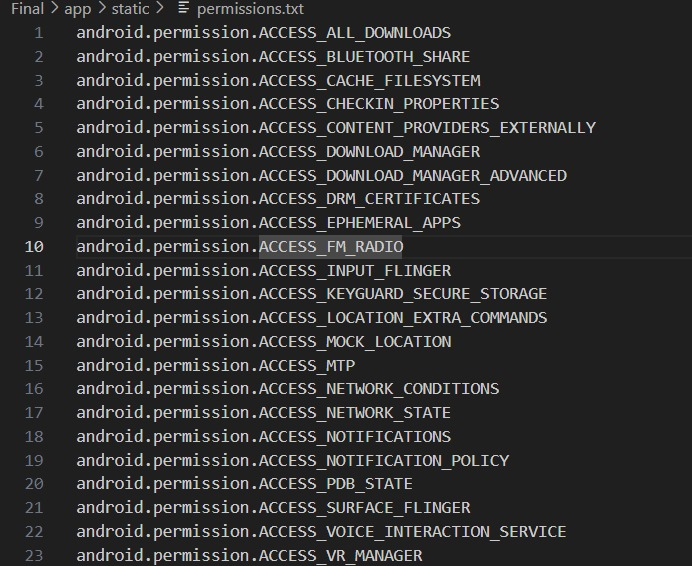 Final > app > static > permissions.txt
1 android.permission.ACCESS_ALL_DOWNLOADS
2 android.permission.ACCESS_BLUETOOTH_SHARE
3 android.permission.ACCESS_CACHE_FILESYSTEM
4 android.permission.ACCESS_CHECKIN_PROPERTIES
5 android.permission.ACCESS_CONTENT_PROVIDERS_EXTERNALLY
6 android.permission.ACCESS_DOWNLOAD_MANAGER
7 android.permission.ACCESS_DOWNLOAD_MANAGER_ADVANCED
8 android.permission.ACCESS_DRM_CERTIFICATES
9 android.permission.ACCESS_EPHEMERAL_APPS
10 android.permission.ACCESS_FM_RADIO
11 android.permission.ACCESS_INPUT_FLINGER
12 android.permission.ACCESS_KEYGUARD_SECURE_STORAGE
13 android.permission.ACCESS_LOCATION_EXTRA_COMMANDS
14 android.permission.ACCESS_MOCK_LOCATION
15 android.permission.ACCESS_MTP
16 android.permission.ACCESS_NETWORK_CONDITIONS
17 android.permission.ACCESS_NETWORK_STATE
18 android.permission.ACCESS_NOTIFICATIONS
19 android.permission.ACCESS_NOTIFICATION_POLICY
20 android.permission.ACCESS_PDB_STATE
21 android.permission.ACCESS_SURFACE_FLINGER
22 android.permission.ACCESS_VOICE_INTERACTION_SERVICE
23 android.permission.ACCESS_VR_MANAGER